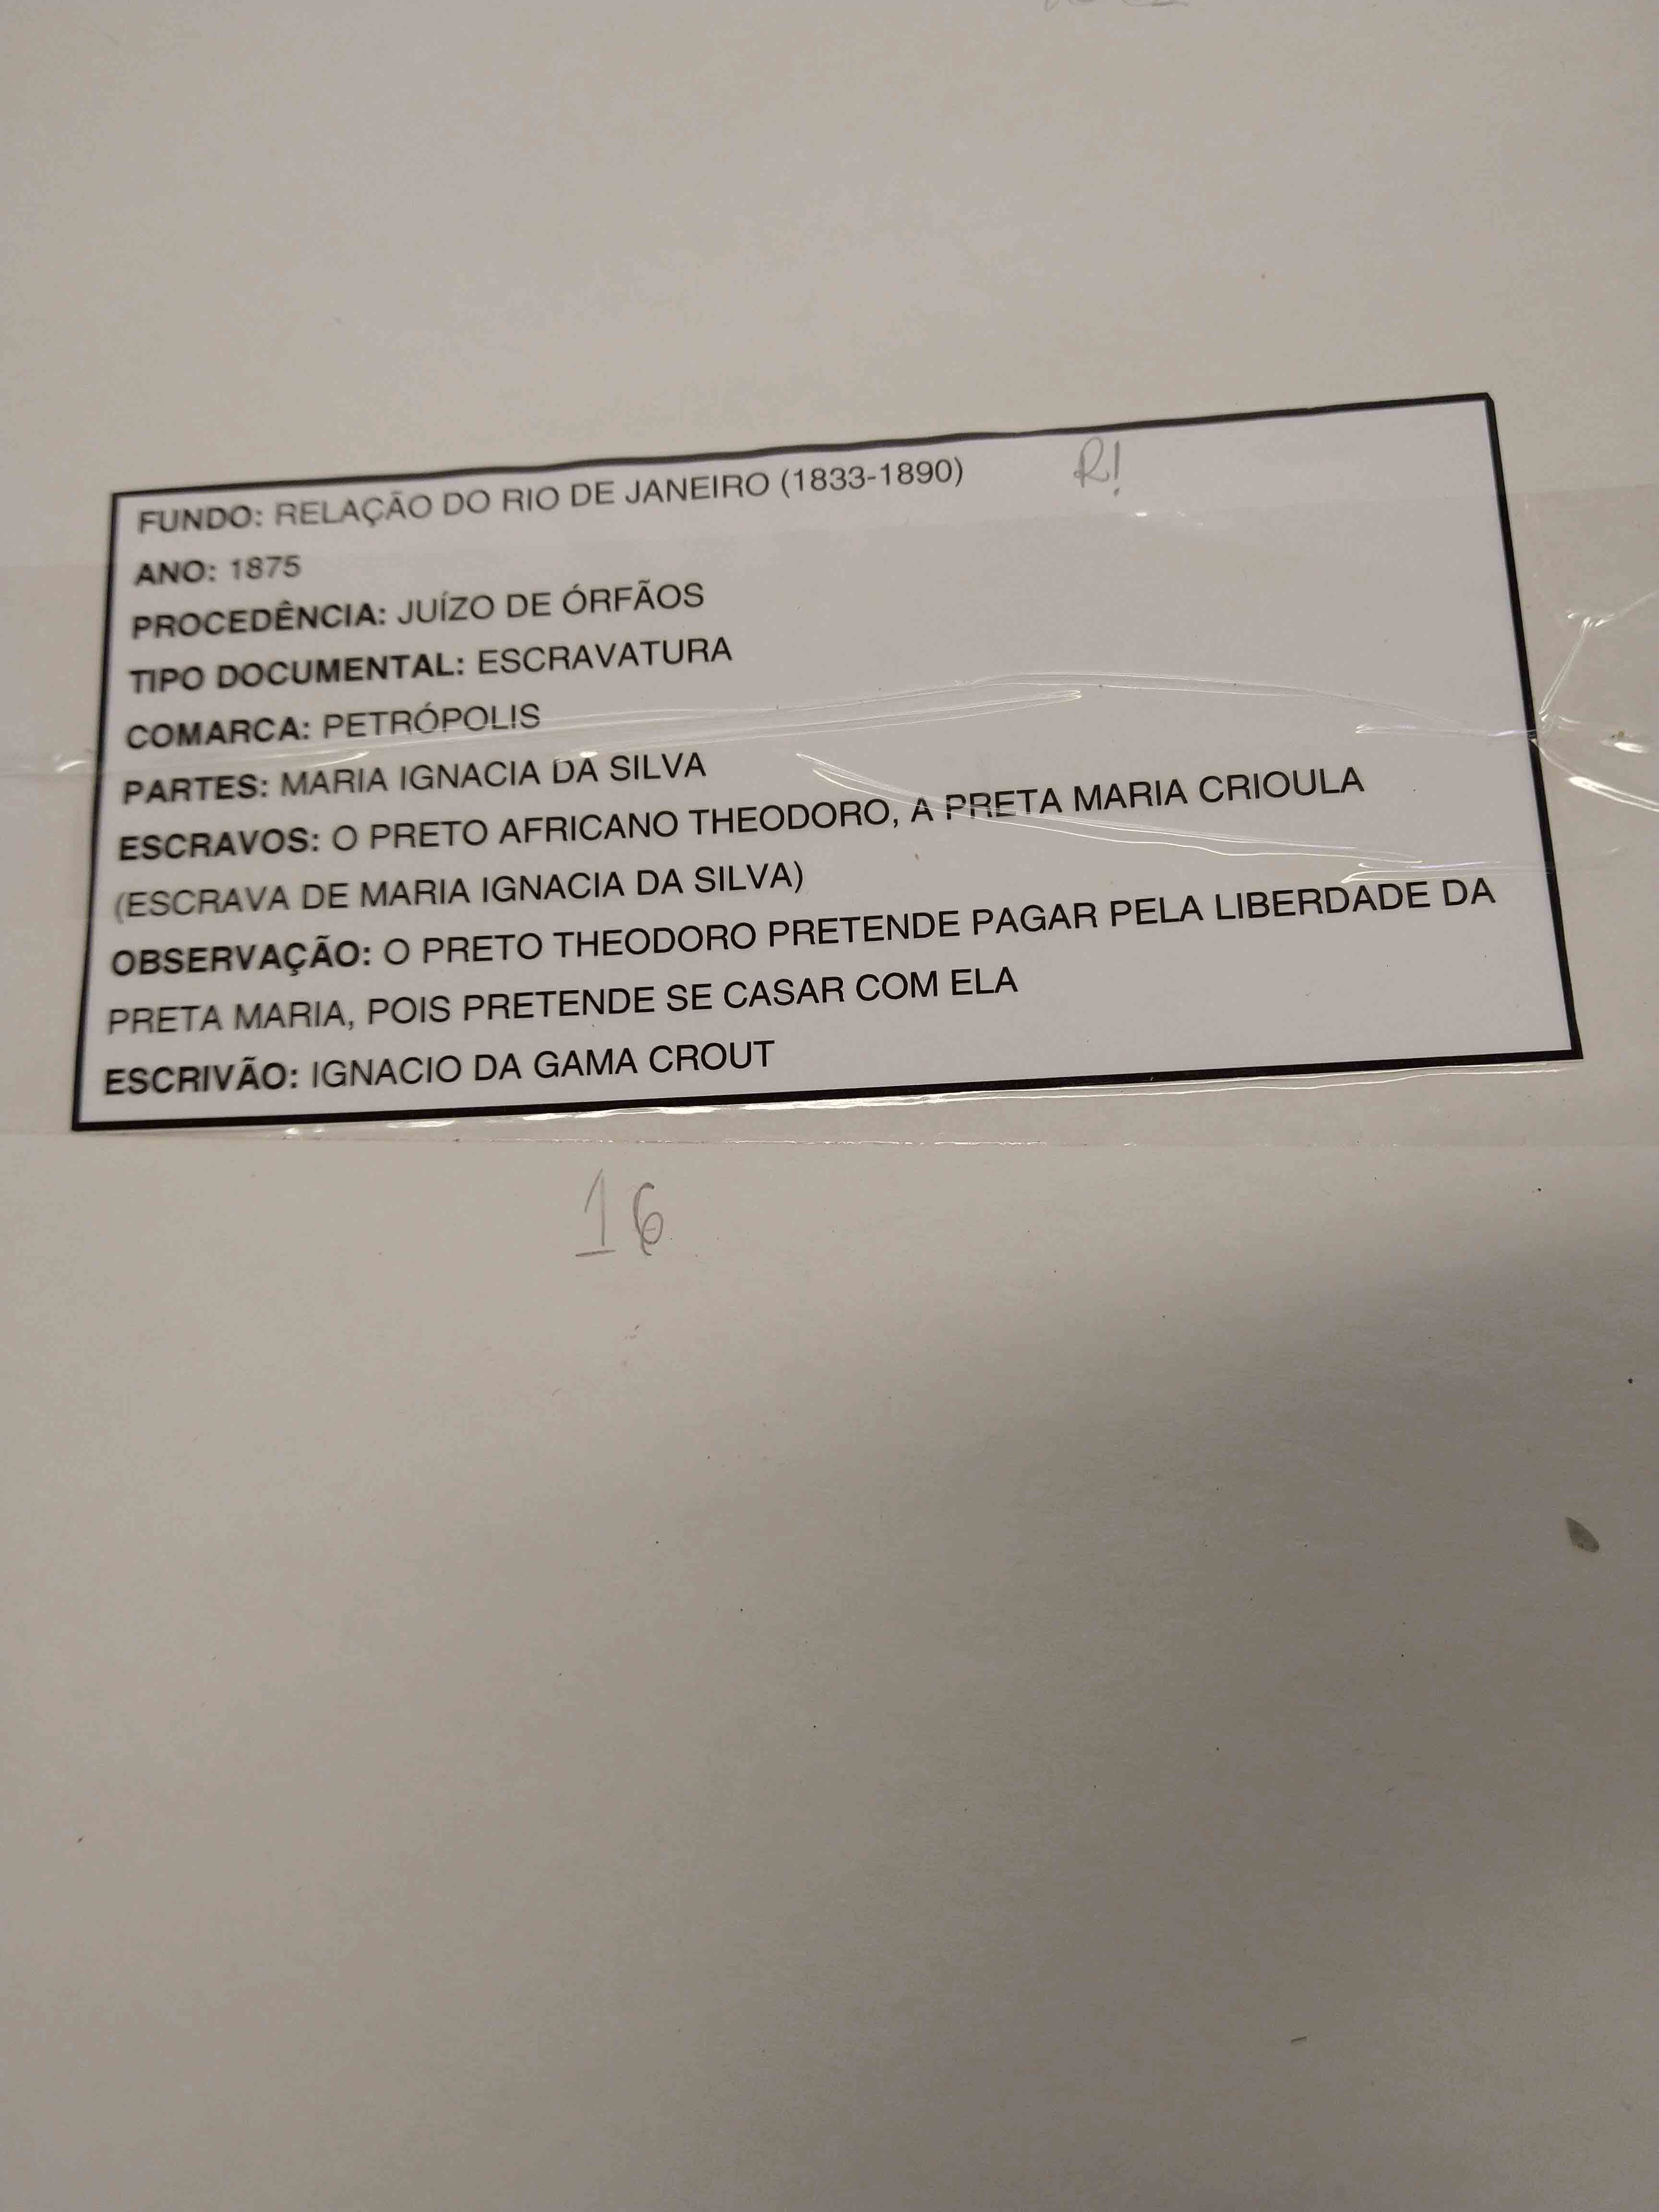 FUNDO: RELAÇÃO DO RIO DE JANEIRO (1833-1890) R!
ANO: 1875
PROCEDÊNCIA: JUÍZO DE ÓRFÃOS
TIPO DOCUMENTAL: ESCRAVATURA
COMARCA: PETRÓPOLIS
PARTES: MARIA IGNACIA DA SILVA
ESCRAVOS: O PRETO AFRICANO THEODORO, A PRETA MARIA CRIOULA
(ESCRAVA DE MARIA IGNACIA DA SILVA)
OBSERVAÇÃO: O PRETO THEODORO PRETENDE PAGAR PELA LIBERDADE DA
PRETA MARIA, POIS PRETENDE SE CASAR COM ELA
ESCRIVÃO: IGNACIO DA GAMA CROUT
16